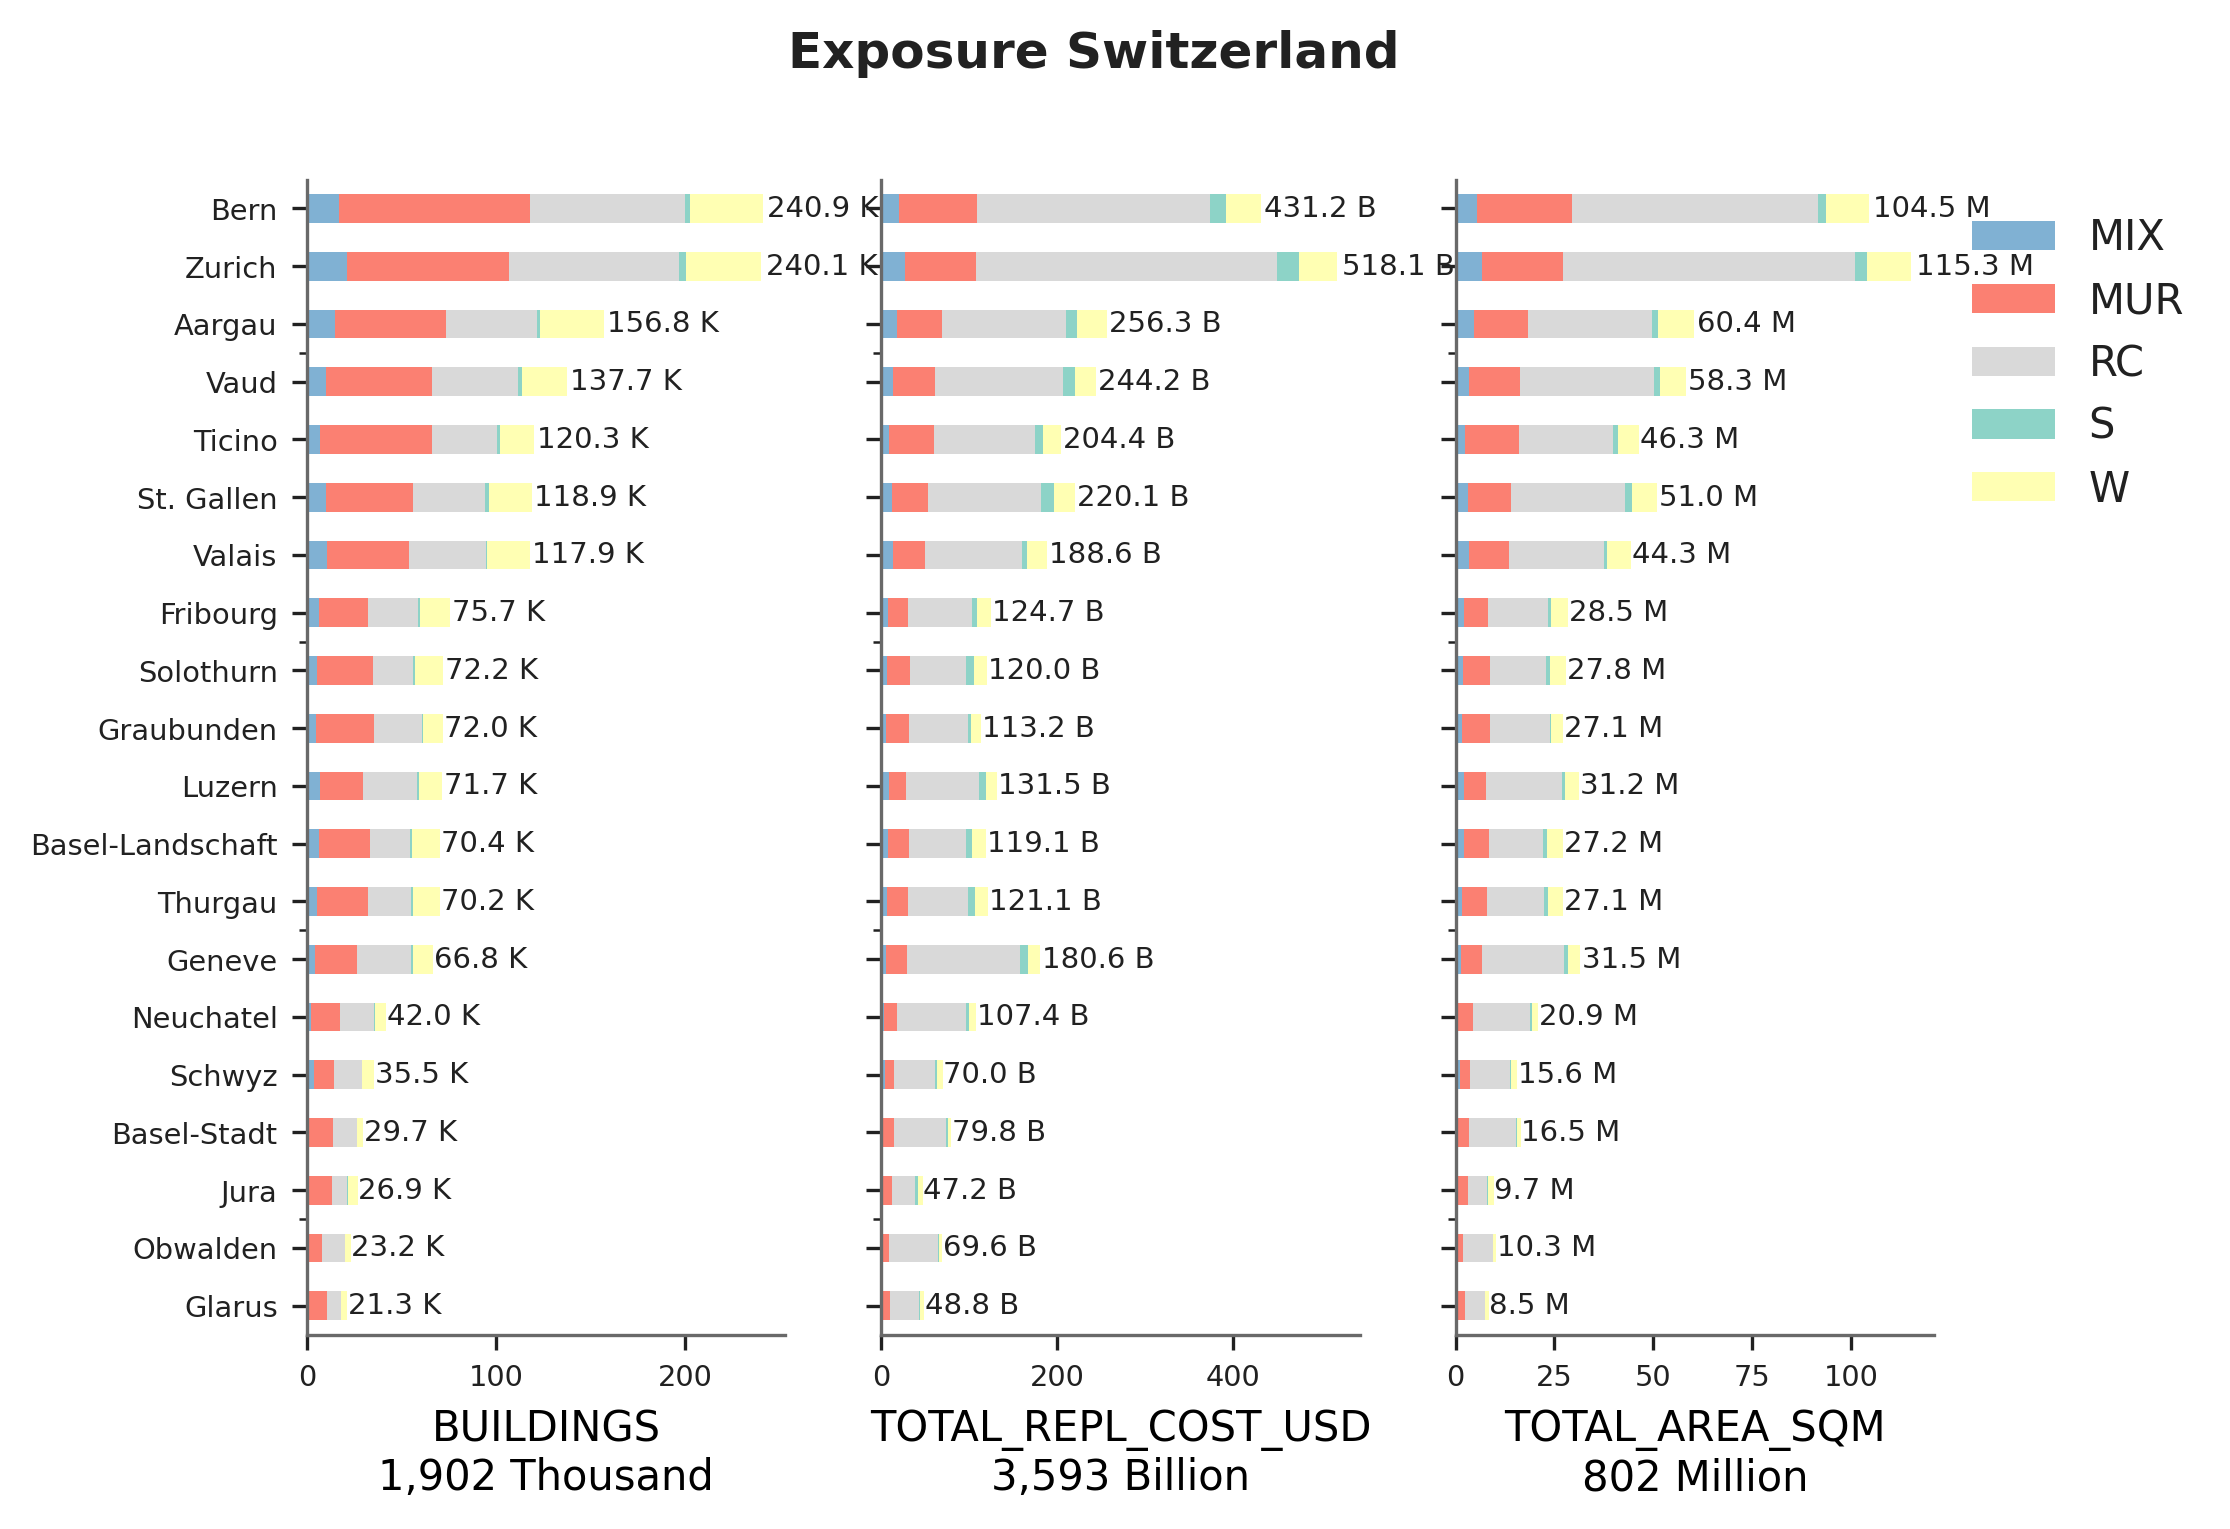 Exposure Switzerland
Bern 240.9 K 431.2 B 104.5 M
Zurich 240.1 K 518.1 B 115.3 M
Aargau 156.8 K 256.3 B 60.4 M
Vaud 137.7 K 244.2 B 58.3 M
Ticino 120.3 K 204.4 B 46.3 M
St. Gallen 118.9 K 220.1 B 51.0 M
Valais 117.9 K 188.6 B 44.3 M
Fribourg 75.7 K 124.7 B 28.5 M
Solothurn 72.2 K 120.0 B 27.8 M
Graubunden 72.0 K 113.2 B 27.1 M
Luzern 71.7 K 131.5 B 31.2 M
Basel-Landschaft 70.4 K 119.1 B 27.2 M
Thurgau 70.2 K 121.1 B 27.1 M
Geneve 66.8 K 180.6 B 31.5 M
Neuchatel 42.0 K 107.4 B 20.9 M
Schwyz 35.5 K 70.0 B 15.6 M
Basel-Stadt 29.7 K 79.8 B 16.5 M
Jura 26.9 K 47.2 B 9.7 M
Obwalden 23.2 K 69.6 B 10.3 M
Glarus 21.3 K 48.8 B 8.5 M
0 100 200
0 200 400
0 25 50 75 100
BUILDINGS
1,902 Thousand
TOTAL_REPL_COST_USD
3,593 Billion
TOTAL_AREA_SQM
802 Million
MIX
MUR
RC
S
W